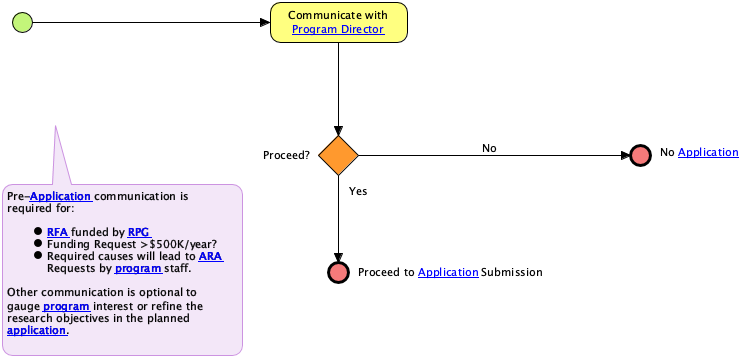 Communicate with
Program Director
Proceed?
No
No Application
Yes
Pre-Application communication is
required for:
● RFA funded by RPG
● Funding Request >$500K/year?
● Required causes will lead to ARA
Requests by program staff.
Other communication is optional to
gauge program interest or refine the
research objectives in the planned
application.
Proceed to Application Submission